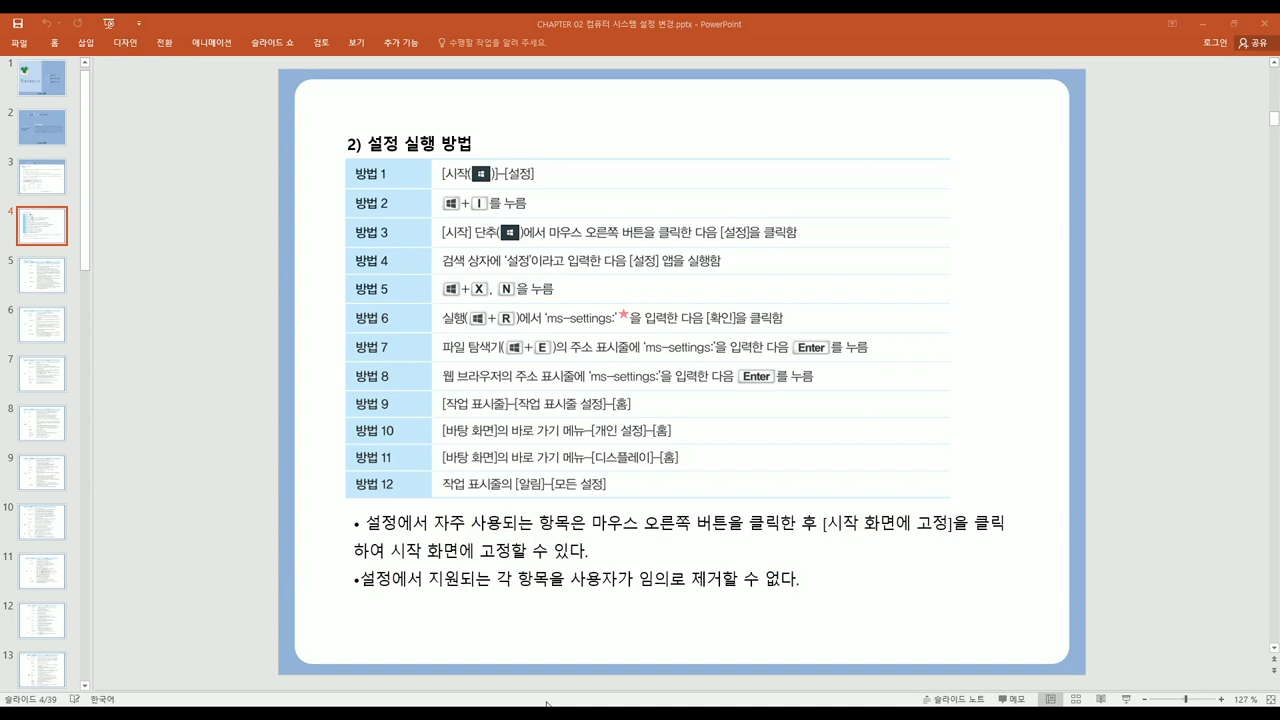 CHAPTER 02 컴퓨터 시스템 설정 변경.pptx - PowerPoint
파일 홈 삽입 디자인 전환 애니메이션 슬라이드 쇼 검토 보기 추가 기능 수행할 작업을 알려 주세요. 로그인 공유
1
2
3
4
5
6
7
8
9
10
11
12
13
2) 설정 실행 방법
방법 1 [시작()]–[설정]
방법 2 + I 를 누름
방법 3 [시작] 단추()에서 마우스 오른쪽 버튼을 클릭한 다음 [설정]을 클릭함
방법 4 검색 상자에 '설정'이라고 입력한 다음 [설정] 앱을 실행함
방법 5 + X , N 을 누름
방법 6 실행( + R )에서 'ms–settings:'★을 입력한 다음 [확인]을 클릭함
방법 7 파일 탐색기( + E )의 주소 표시줄에 'ms–settings:'을 입력한 다음 Enter 를 누름
방법 8 웹 브라우저의 주소 표시줄에 'ms–settings:'을 입력한 다음 Enter 를 누름
방법 9 [작업 표시줄]–[작업 표시줄 설정]–[홈]
방법 10 [바탕 화면]의 바로 가기 메뉴–[개인 설정]–[홈]
방법 11 [바탕 화면]의 바로 가기 메뉴–[디스플레이]–[홈]
방법 12 작업 표시줄의 [알림]–[모든 설정]
• 설정에서 자주 사용되는 항목은 마우스 오른쪽 버튼을 클릭한 후 [시작 화면에 고정]을 클릭
하여 시작 화면에 고정할 수 있다.
•설정에서 지원되는 각 항목을 사용자가 임의로 제거할 수 없다.
슬라이드 4/39 한국어 슬라이드 노트 메모 127 %